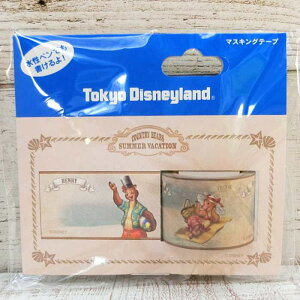 水性ペンでも
書けるよ！
マスキングテープ
Tokyo Disneyland®
COUNTRY BEARS
SUMMER VACATION
HENRY